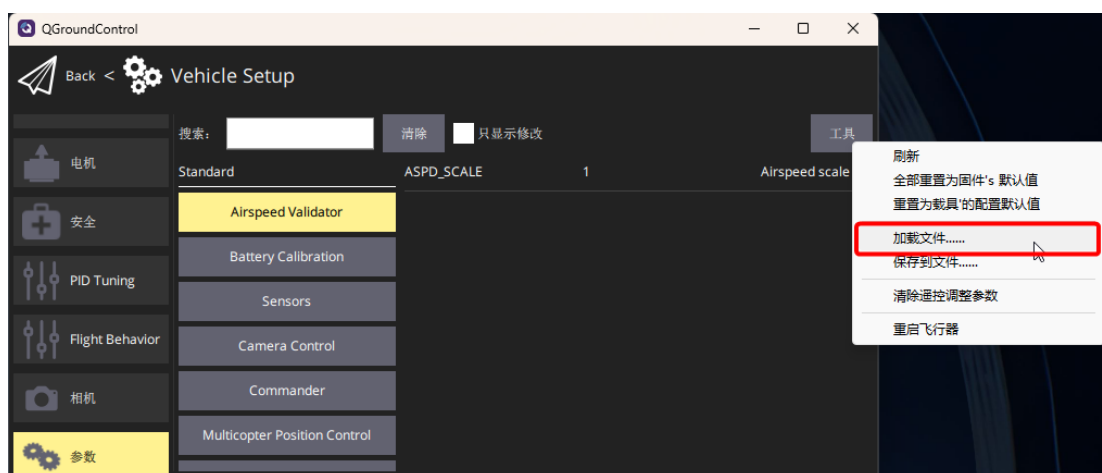 QGroundControl
Back < Vehicle Setup
搜索：
清除
只显示修改
工具
电机
安全
PID Tuning
Flight Behavior
相机
参数
Standard
Airspeed Validator
Battery Calibration
Sensors
Camera Control
Commander
Multicopter Position Control
ASPD_SCALE 1 Airspeed scale
刷新
全部重置为固件's 默认值
重置为载具'的配置默认值
加载文件......
保存到文件......
清除遥控调整参数
重启飞行器